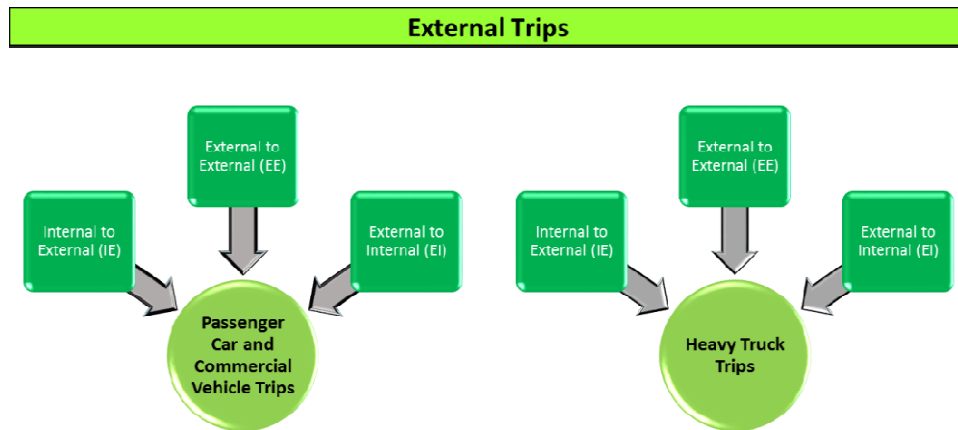 External Trips
External to
External (EE)
Internal to
External (IE)
External to
Internal (EI)
Passenger
Car and
Commercial
Vehicle Trips
External to
External (EE)
Internal to
External (IE)
External to
Internal (EI)
Heavy Truck
Trips